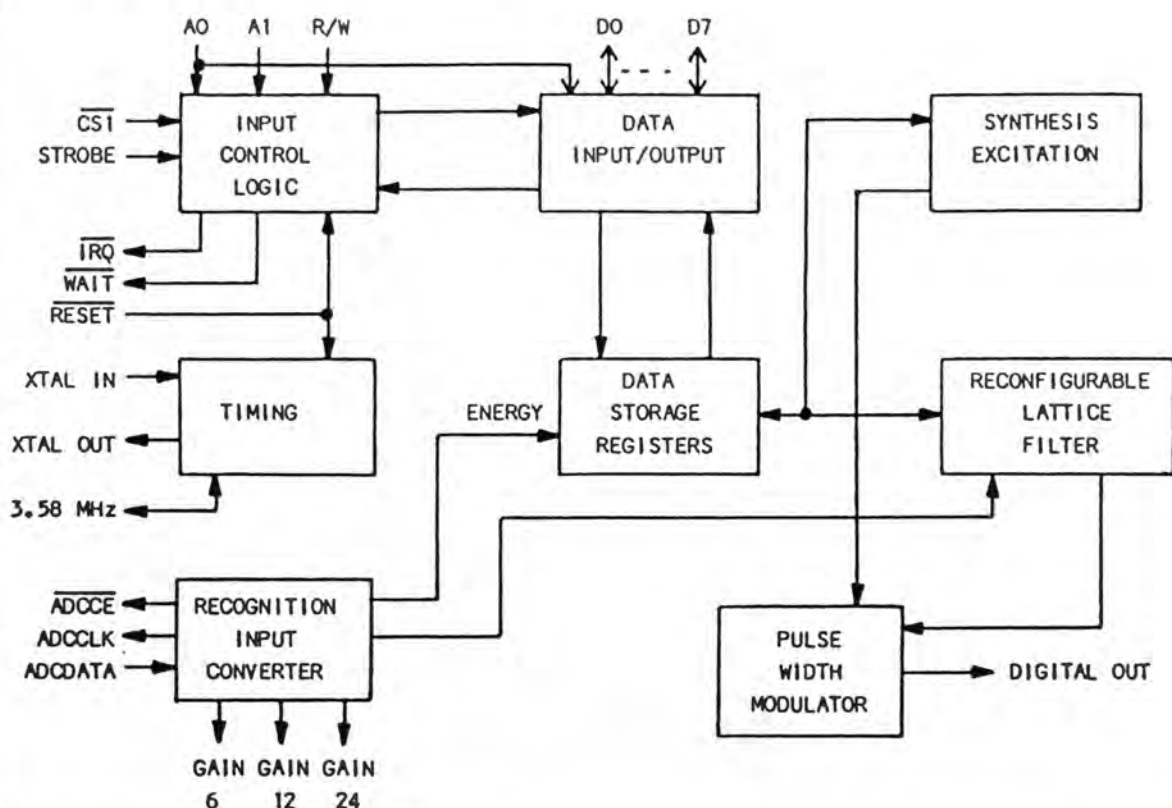 A0 A1 R/W D0 D7
CS1
STROBE
INPUT
CONTROL
LOGIC
DATA
INPUT/OUTPUT
SYNTHESIS
EXCITATION
IRQ
WAIT
RESET
XTAL IN
XTAL OUT
3.58 MHz
TIMING
ENERGY
DATA
STORAGE
REGISTERS
RECONFIGURABLE
LATTICE
FILTER
ADCCE
ADCCLK
ADCDATA
RECOGNITION
INPUT
CONVERTER
PULSE
WIDTH
MODULATOR
DIGITAL OUT
GAIN GAIN GAIN
6 12 24